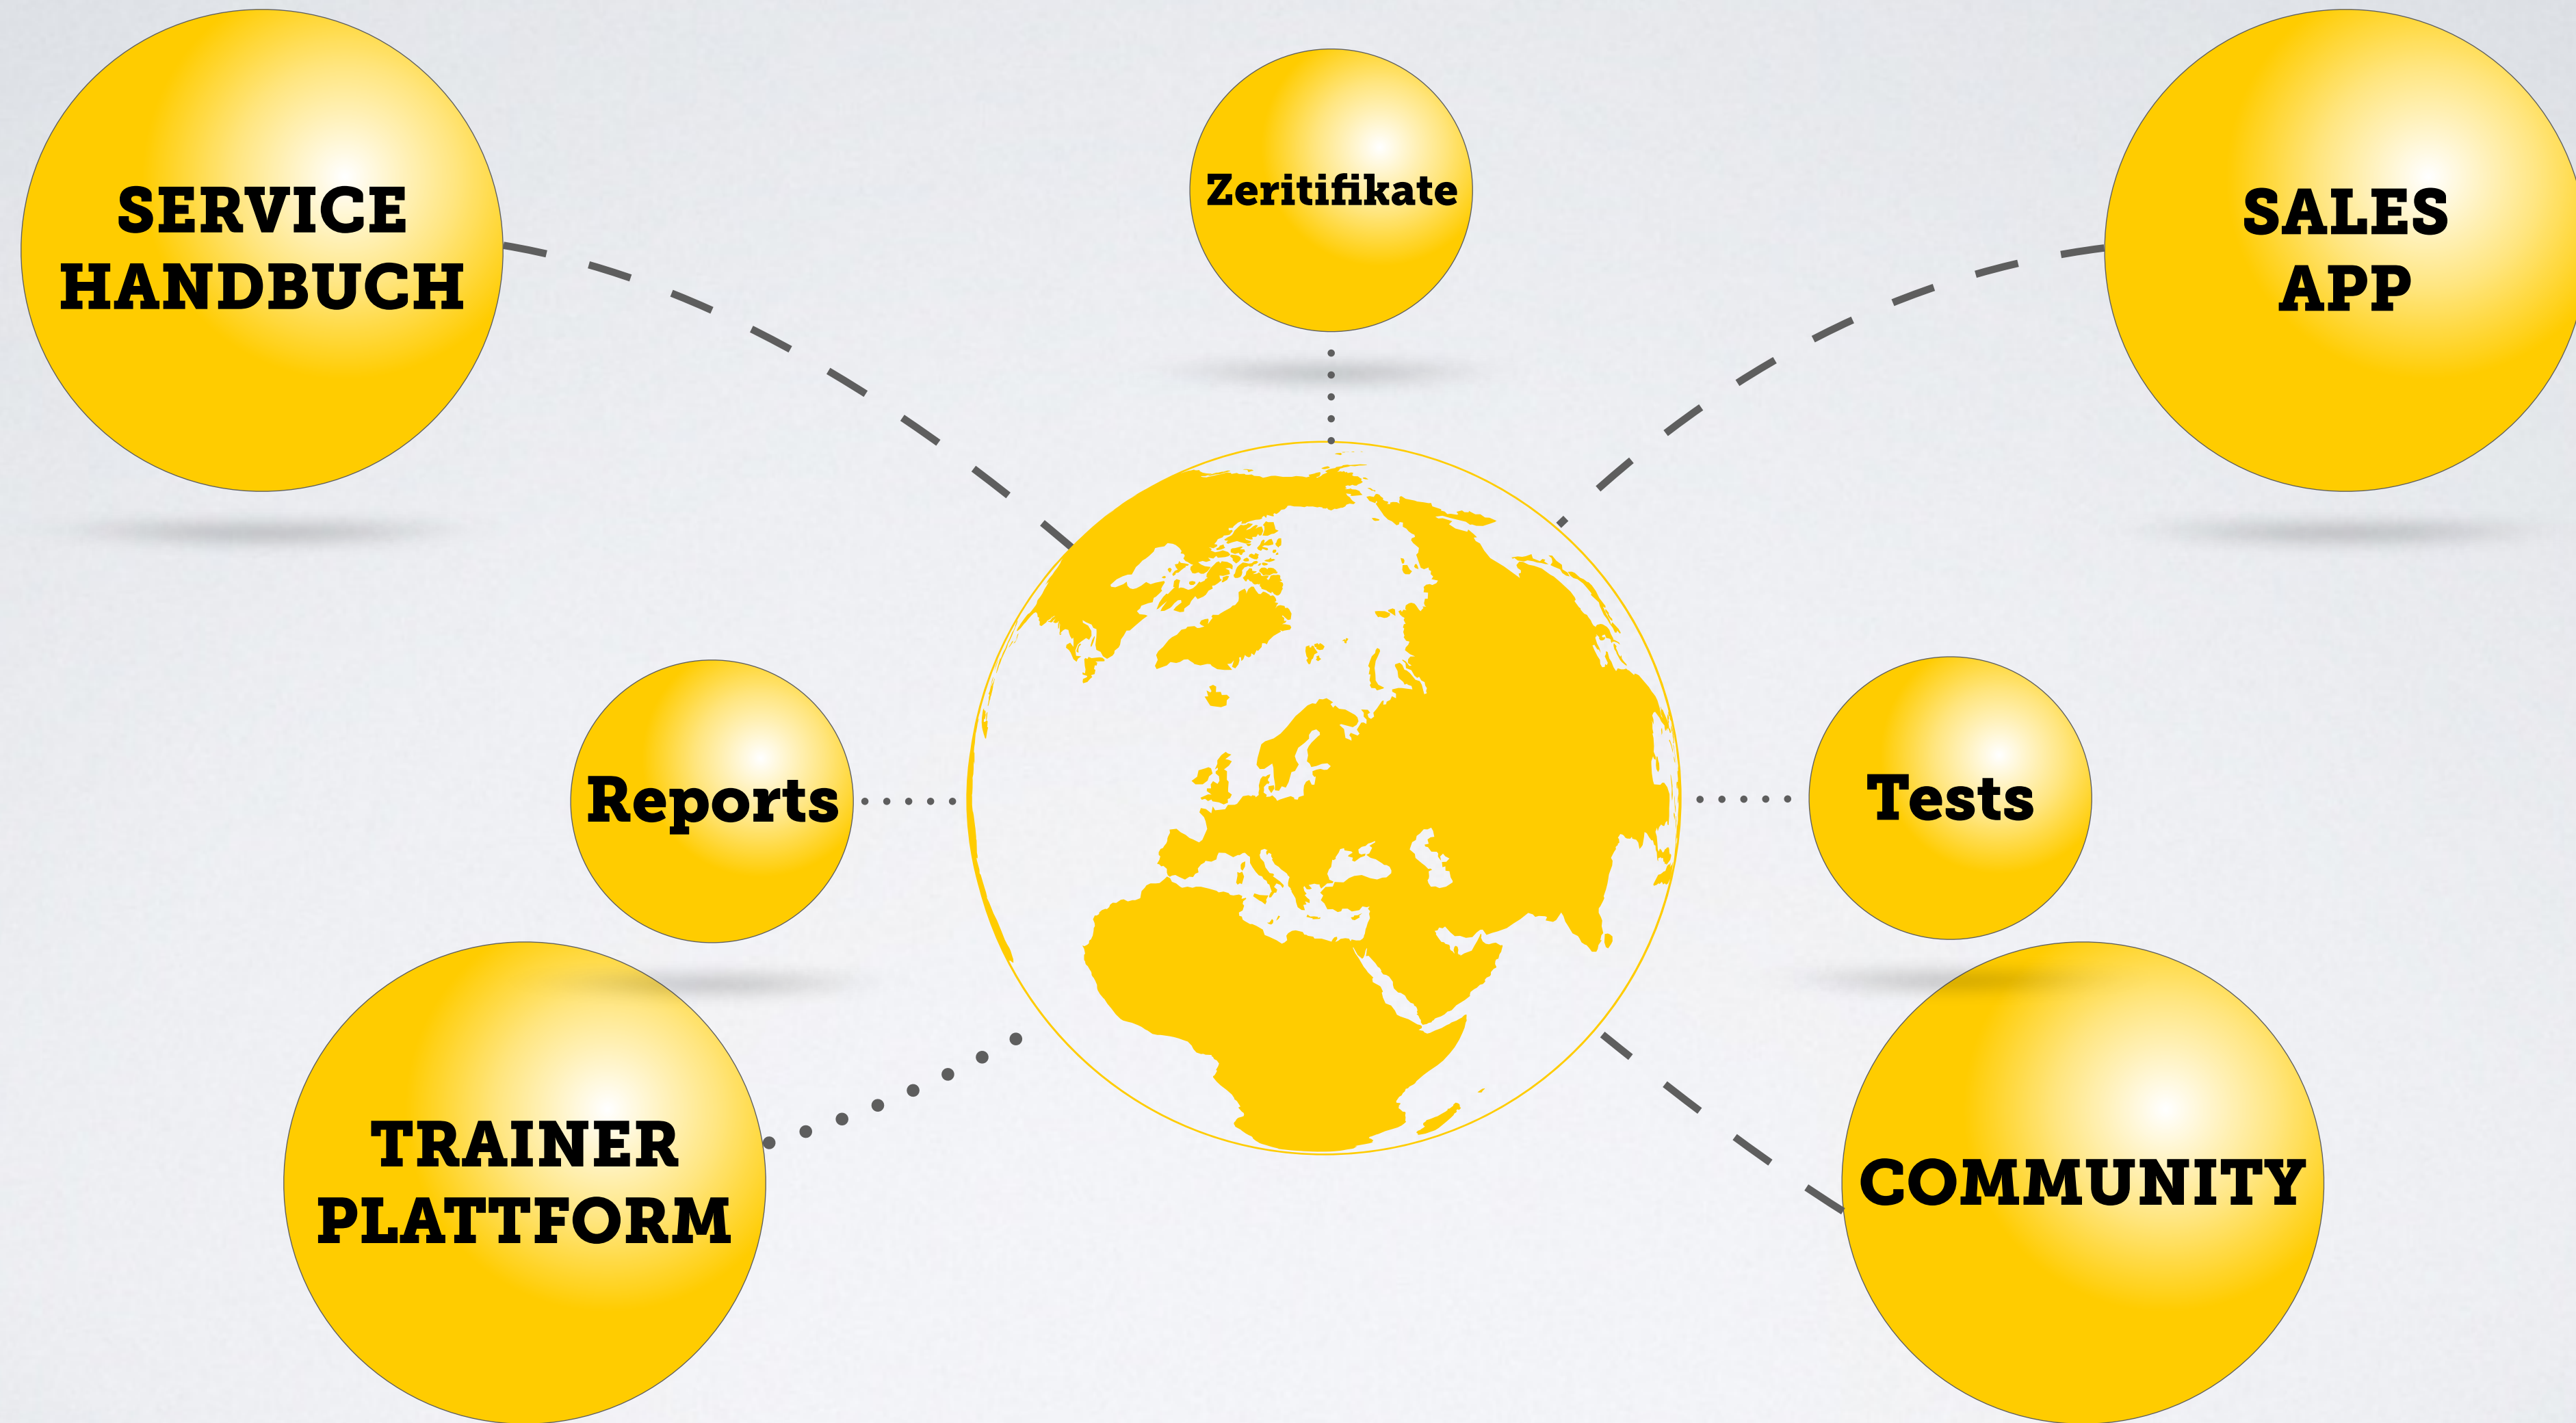 SERVICE
HANDBUCH
Zeritifikate
SALES
APP
Reports
Tests
TRAINER
PLATTFORM
COMMUNITY